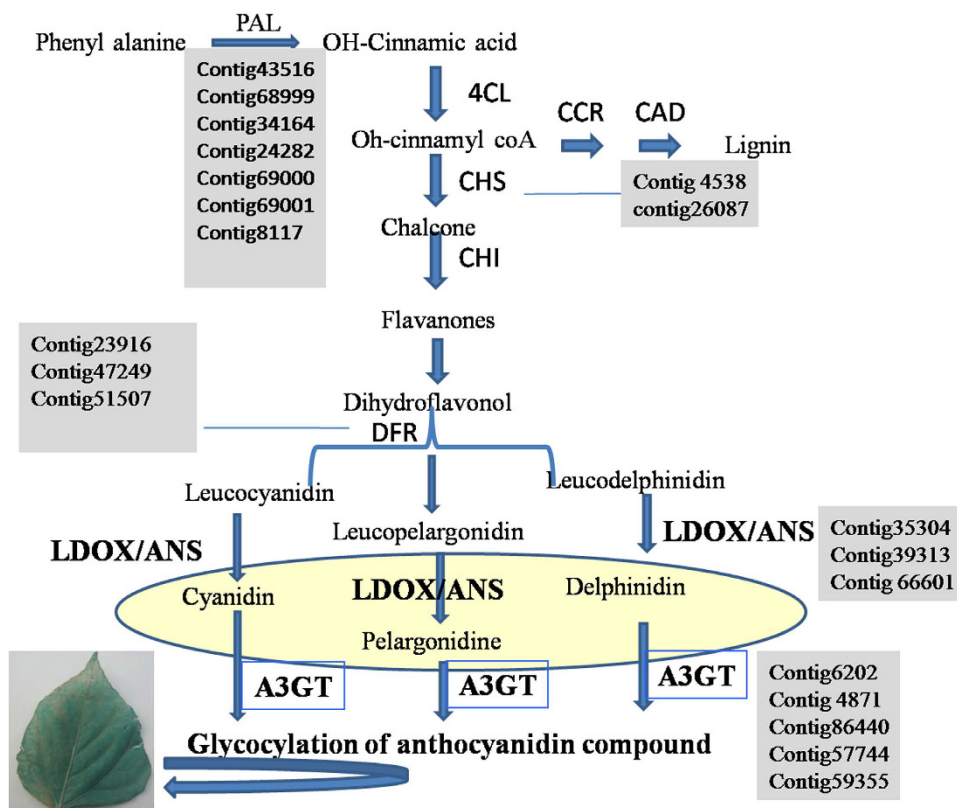 PAL
Phenyl alanine
OH-Cinnamic acid
Contig43516
Contig68999
Contig34164
Contig24282
Contig69000
Contig69001
Contig8117
4CL
CCR
CAD
Oh-cinnamyl coA
Lignin
CHS
Contig 4538
contig26087
Chalcone
CHI
Flavanones
Contig23916
Contig47249
Contig51507
Dihydroflavonol
DFR
Leucocyanidin
Leucopelargonidin
Leucodelphinidin
LDOX/ANS
LDOX/ANS
LDOX/ANS
Contig35304
Contig39313
Contig 66601
Cyanidin
Pelargonidine
Delphinidin
A3GT
A3GT
A3GT
Contig6202
Contig 4871
Contig86440
Contig57744
Contig59355
Glycocylation of anthocyanidin compound